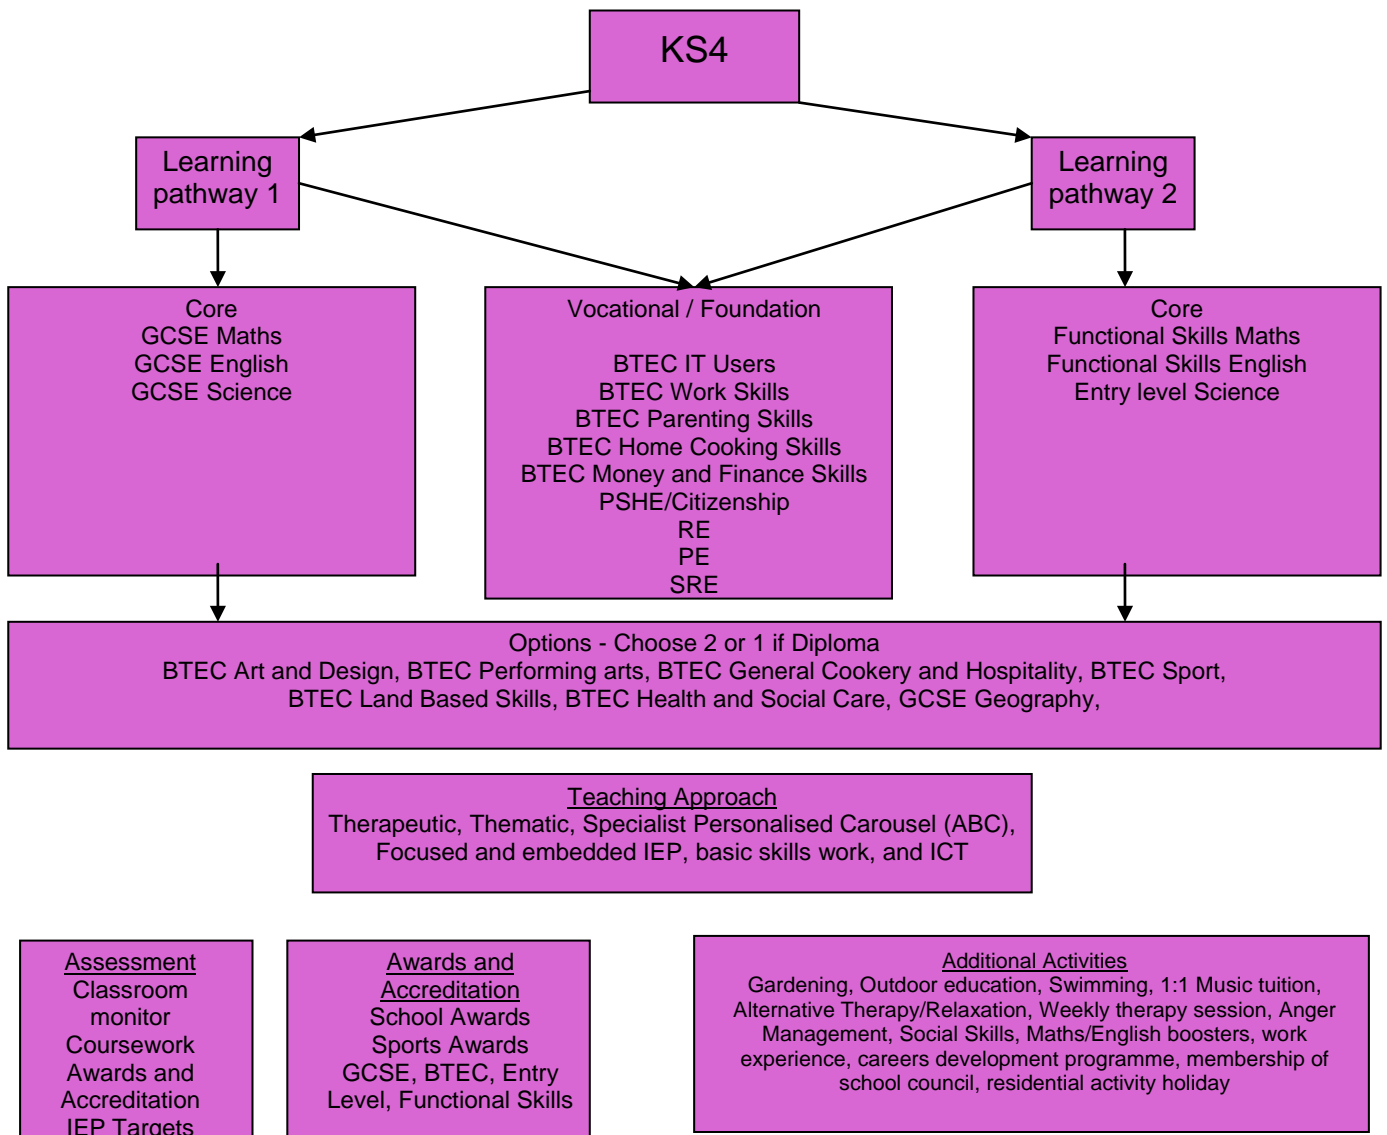 KS4
Learning
pathway 1
Learning
pathway 2
Core
GCSE Maths
GCSE English
GCSE Science
Vocational / Foundation
BTEC IT Users
BTEC Work Skills
BTEC Parenting Skills
BTEC Home Cooking Skills
BTEC Money and Finance Skills
PSHE/Citizenship
RE
PE
SRE
Core
Functional Skills Maths
Functional Skills English
Entry level Science
Options - Choose 2 or 1 if Diploma
BTEC Art and Design, BTEC Performing arts, BTEC General Cookery and Hospitality, BTEC Sport,
BTEC Land Based Skills, BTEC Health and Social Care, GCSE Geography,
Teaching Approach
Therapeutic, Thematic, Specialist Personalised Carousel (ABC),
Focused and embedded IEP, basic skills work, and ICT
Assessment
Classroom
monitor
Coursework
Awards and
Accreditation
IEP Targets
Awards and
Accreditation
School Awards
Sports Awards
GCSE, BTEC, Entry
Level, Functional Skills
Additional Activities
Gardening, Outdoor education, Swimming, 1:1 Music tuition,
Alternative Therapy/Relaxation, Weekly therapy session, Anger
Management, Social Skills, Maths/English boosters, work
experience, careers development programme, membership of
school council, residential activity holiday